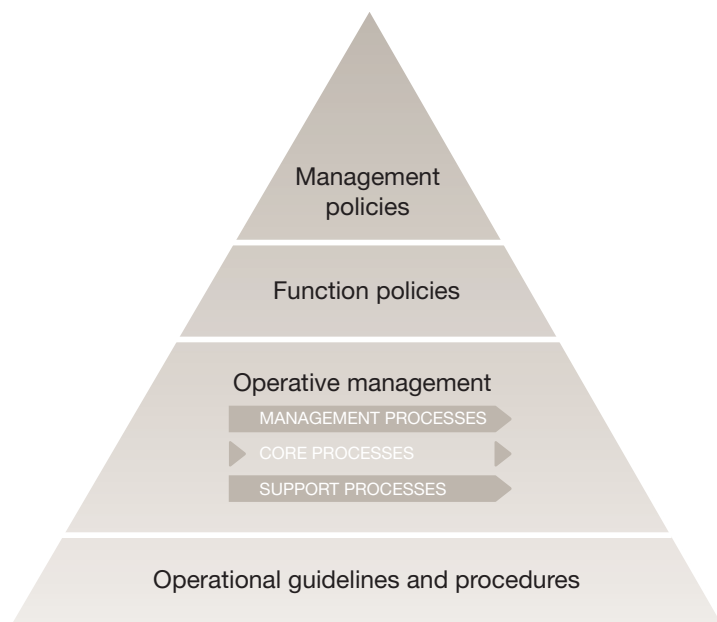 Management
policies
Function policies
Operative management
MANAGEMENT PROCESSES
CORE PROCESSES
SUPPORT PROCESSES
Operational guidelines and procedures